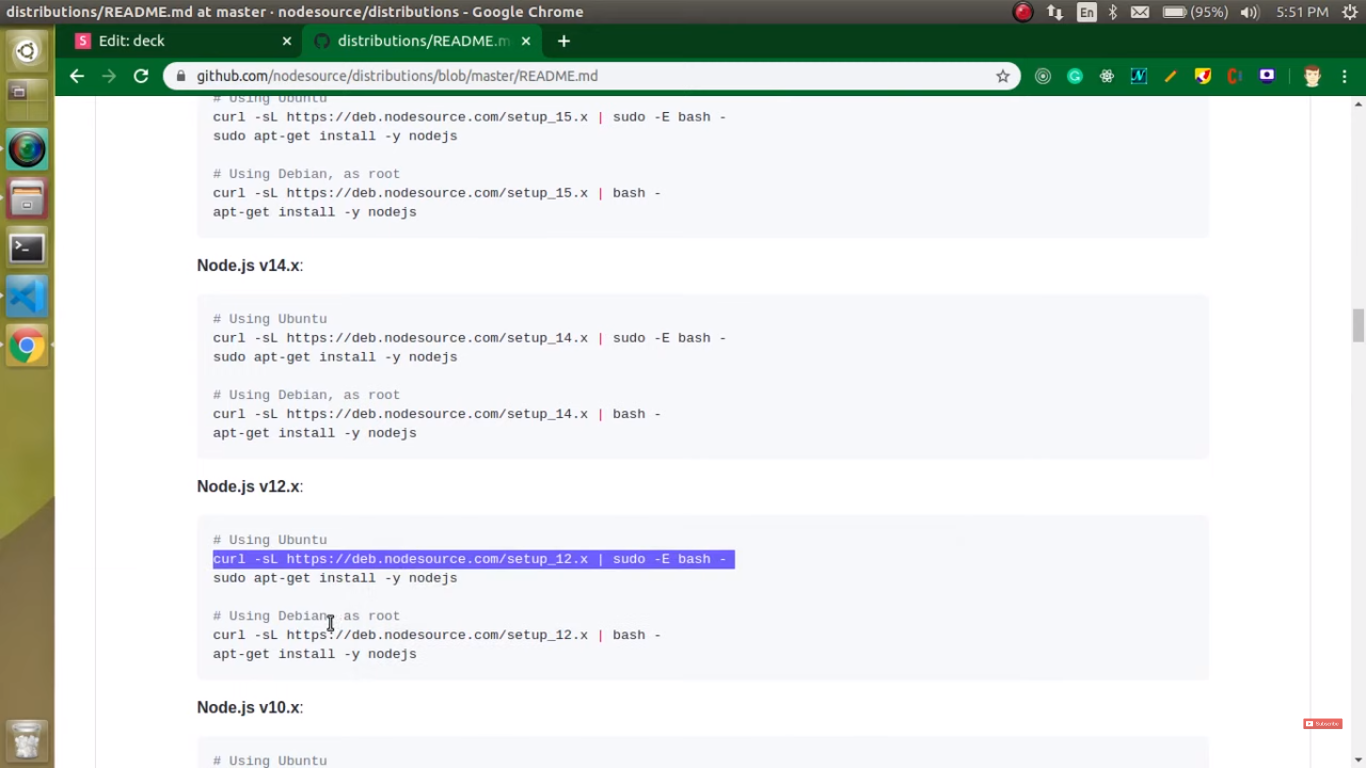 distributions/README.md at master · nodesource/distributions - Google Chrome
En
(95%)
5:51 PM
Edit: deck
distributions/README.m
github.com/nodesource/distributions/blob/master/README.md
# Using Ubuntu
curl -sL https://deb.nodesource.com/setup_15.x | sudo -E bash -
sudo apt-get install -y nodejs
# Using Debian, as root
curl -sL https://deb.nodesource.com/setup_15.x | bash -
apt-get install -y nodejs
Node.js v14.x:
# Using Ubuntu
curl -sL https://deb.nodesource.com/setup_14.x | sudo -E bash -
sudo apt-get install -y nodejs
# Using Debian, as root
curl -sL https://deb.nodesource.com/setup_14.x | bash -
apt-get install -y nodejs
Node.js v12.x:
# Using Ubuntu
curl -sL https://deb.nodesource.com/setup_12.x | sudo -E bash -
sudo apt-get install -y nodejs
# Using Debian, as root
curl -sL https://deb.nodesource.com/setup_12.x | bash -
apt-get install -y nodejs
Node.js v10.x:
Subscribe
# Using Ubuntu